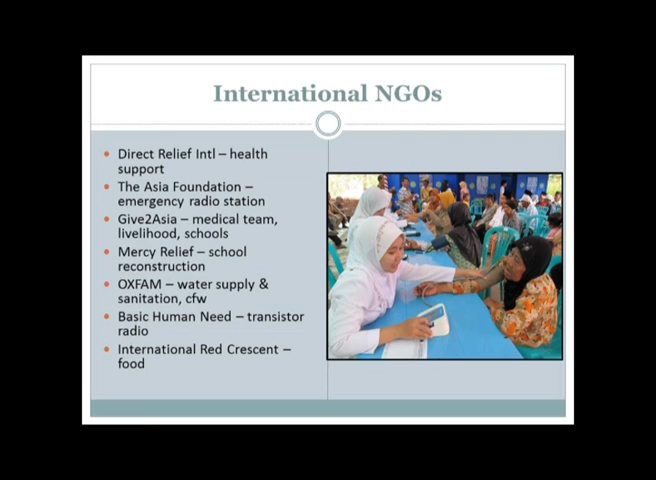 International NGOs
Direct Relief Intl – health
support
The Asia Foundation –
emergency radio station
Give2Asia – medical team,
livelihood, schools
Mercy Relief – school
reconstruction
OXFAM – water supply &
sanitation, cfw
Basic Human Need – transistor
radio
International Red Crescent –
food